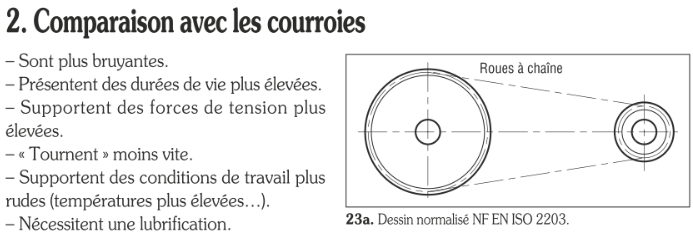 2. Comparaison avec les courroies
– Sont plus bruyantes.
– Présentent des durées de vie plus élevées.
– Supportent des forces de tension plus
élevées.
– « Tournent » moins vite.
– Supportent des conditions de travail plus
rudes (températures plus élevées…).
– Nécessitent une lubrification.
Roues à chaîne
23a. Dessin normalisé NF EN ISO 2203.